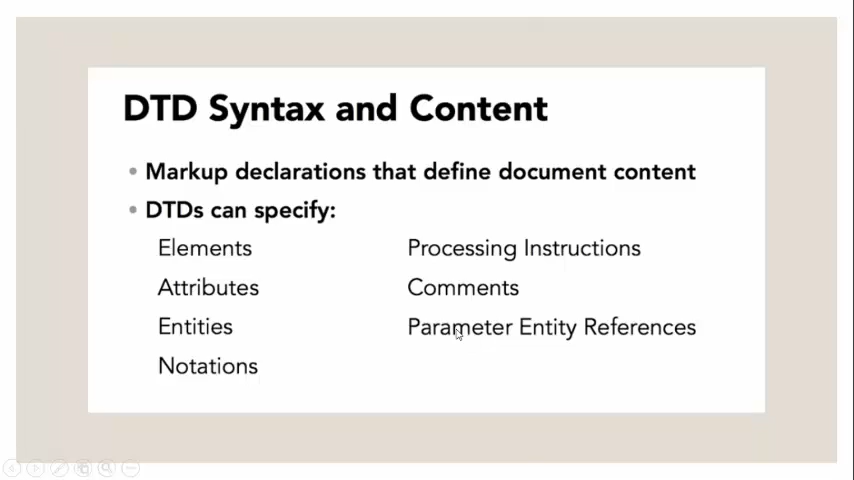 DTD Syntax and Content
• Markup declarations that define document content
• DTDs can specify:
Elements
Attributes
Entities
Notations
Processing Instructions
Comments
Parameter Entity References